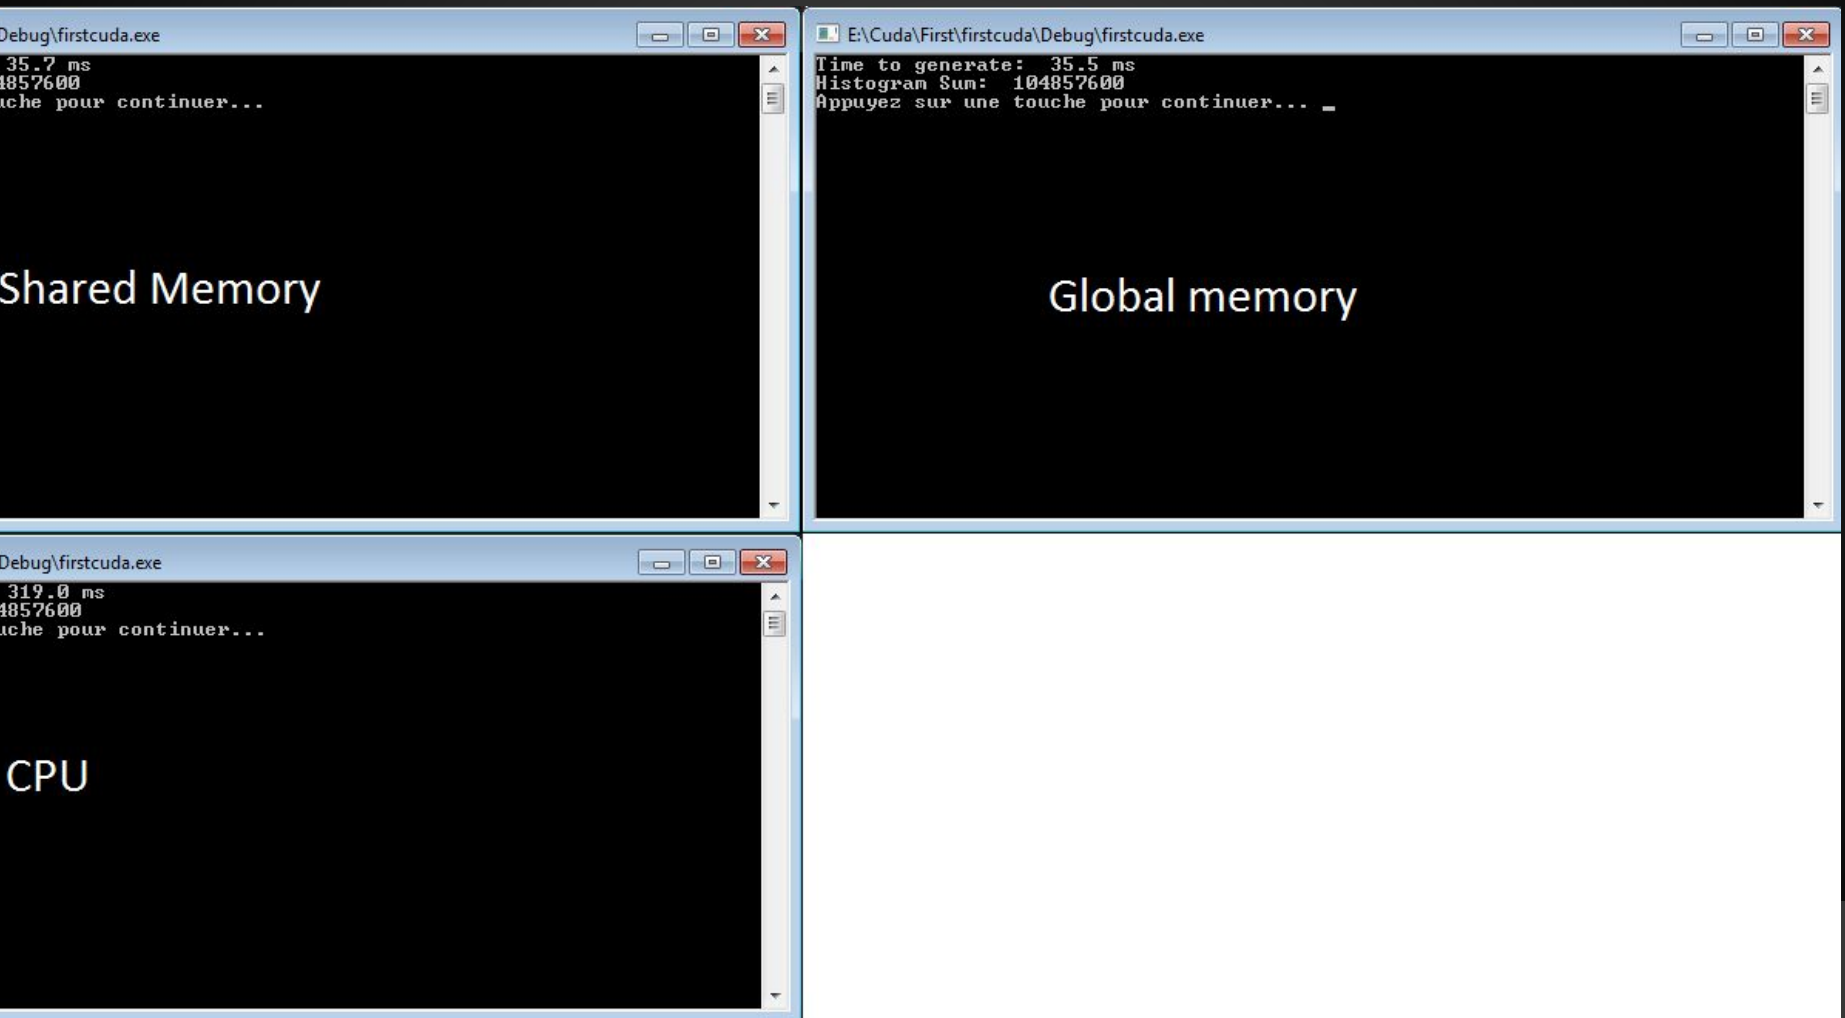 Debug\firstcuda.exe
35.7 ms
4857600
uche pour continuer...
Shared Memory
E:\Cuda\First\firstcuda\Debug\firstcuda.exe
Time to generate:  35.5 ms
Histogram Sum:  104857600
Appuyez sur une touche pour continuer... _
Global memory
Debug\firstcuda.exe
319.0 ms
4857600
uche pour continuer...
CPU